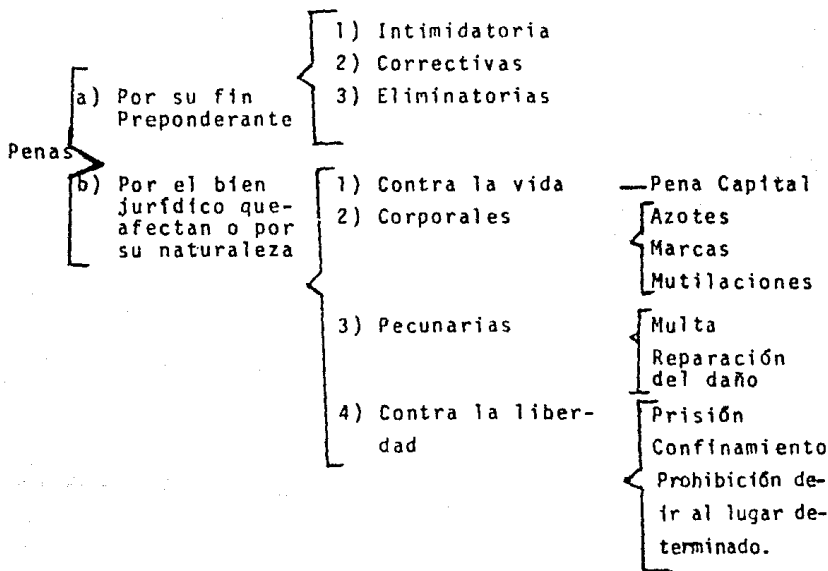 1) Intimidatoria
2) Correctivas
3) Eliminatorias
a) Por su fin
Preponderante
Penas
b) Por el bien
jurídico que-
afectan o por
su naturaleza
1) Contra la vida
Pena Capital
2) Corporales
Azotes
Marcas
Mutilaciones
3) Pecunarias
Multa
Reparación
del daño
4) Contra la liber-
dad
Prisión
Confinamiento
Prohibición de-
ir al lugar de-
terminado.